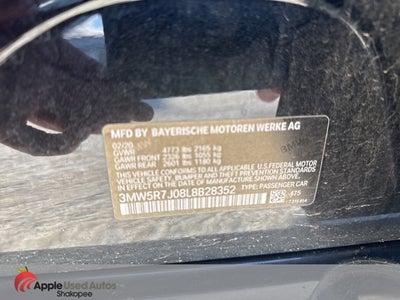 MFD BY BAYERISCHE MOTOREN WERKE AG
02/20
GVWR 4773 lbs 2165 kg
GAWR FRONT 2326 lbs 1055 kg
GAWR REAR 2601 lbs 1180 kg
THIS VEHICLE CONFORMS TO ALL APPLICABLE U.S. FEDERAL MOTOR
VEHICLE SAFETY, BUMPER AND THEFT PREVENTION STANDARDS
IN EFFECT ON THE DATE OF MANUFACTURE SHOWN ABOVE.
3MW5R7J08L8B28352 TYPE: PASSENGER CAR
475
Apple Used Autos
Shakopee